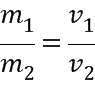 m₁/m₂ = v₁/v₂